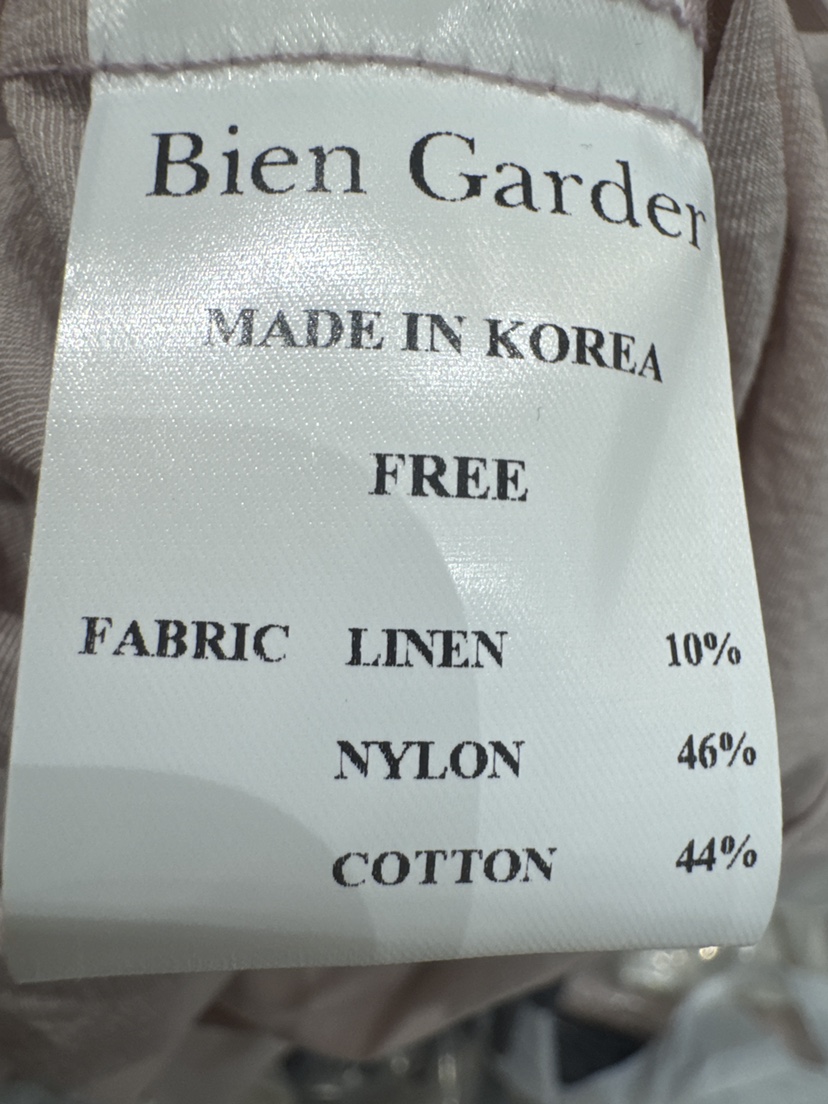 Bien Garder
MADE IN KOREA
FREE
FABRIC LINEN 10%
NYLON 46%
COTTON 44%